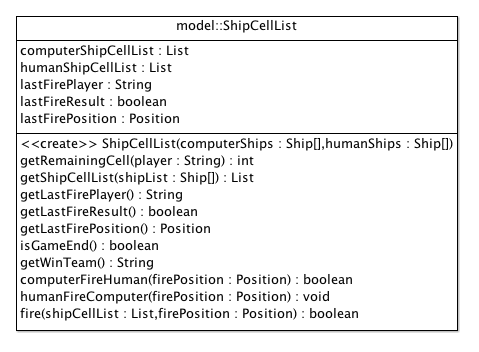 model::ShipCellList
computerShipCellList : List
humanShipCellList : List
lastFirePlayer : String
lastFireResult : boolean
lastFirePosition : Position
<<create>> ShipCellList(computerShips : Ship[],humanShips : Ship[])
getRemainingCell(player : String) : int
getShipCellList(shipList : Ship[]) : List
getLastFirePlayer() : String
getLastFireResult() : boolean
getLastFirePosition() : Position
isGameEnd() : boolean
getWinTeam() : String
computerFireHuman(firePosition : Position) : boolean
humanFireComputer(firePosition : Position) : void
fire(shipCellList : List,firePosition : Position) : boolean